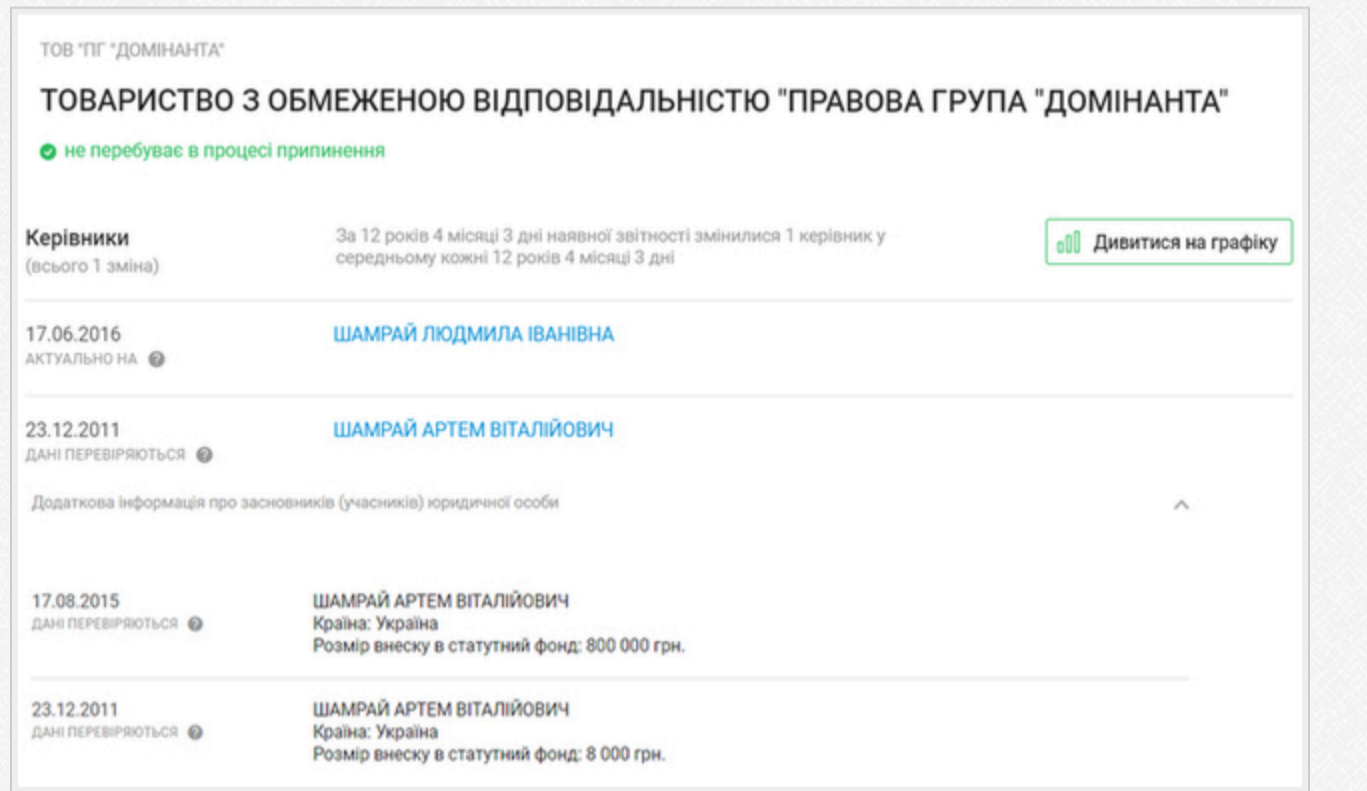 ТОВ "ПГ "ДОМІНАНТА"
ТОВАРИСТВО З ОБМЕЖЕНОЮ ВІДПОВІДАЛЬНІСТЮ "ПРАВОВА ГРУПА "ДОМІНАНТА"
не перебуває в процесі припинення
Керівники
(всього 1 зміна)
За 12 років 4 місяці 3 дні наявної звітності змінилися 1 керівник у
середньому кожні 12 років 4 місяці 3 дні
Дивитися на графіку
17.06.2016
АКТУАЛЬНО НА ?
ШАМРАЙ ЛЮДМИЛА ІВАНІВНА
23.12.2011
ДАНІ ПЕРЕВІРЯЮТЬСЯ ?
ШАМРАЙ АРТЕМ ВІТАЛІЙОВИЧ
Додаткова інформація про засновників (учасників) юридичної особи
17.08.2015
ДАНІ ПЕРЕВІРЯЮТЬСЯ ?
ШАМРАЙ АРТЕМ ВІТАЛІЙОВИЧ
Країна: Україна
Розмір внеску в статутний фонд: 800 000 грн.
23.12.2011
ДАНІ ПЕРЕВІРЯЮТЬСЯ ?
ШАМРАЙ АРТЕМ ВІТАЛІЙОВИЧ
Країна: Україна
Розмір внеску в статутний фонд: 8 000 грн.